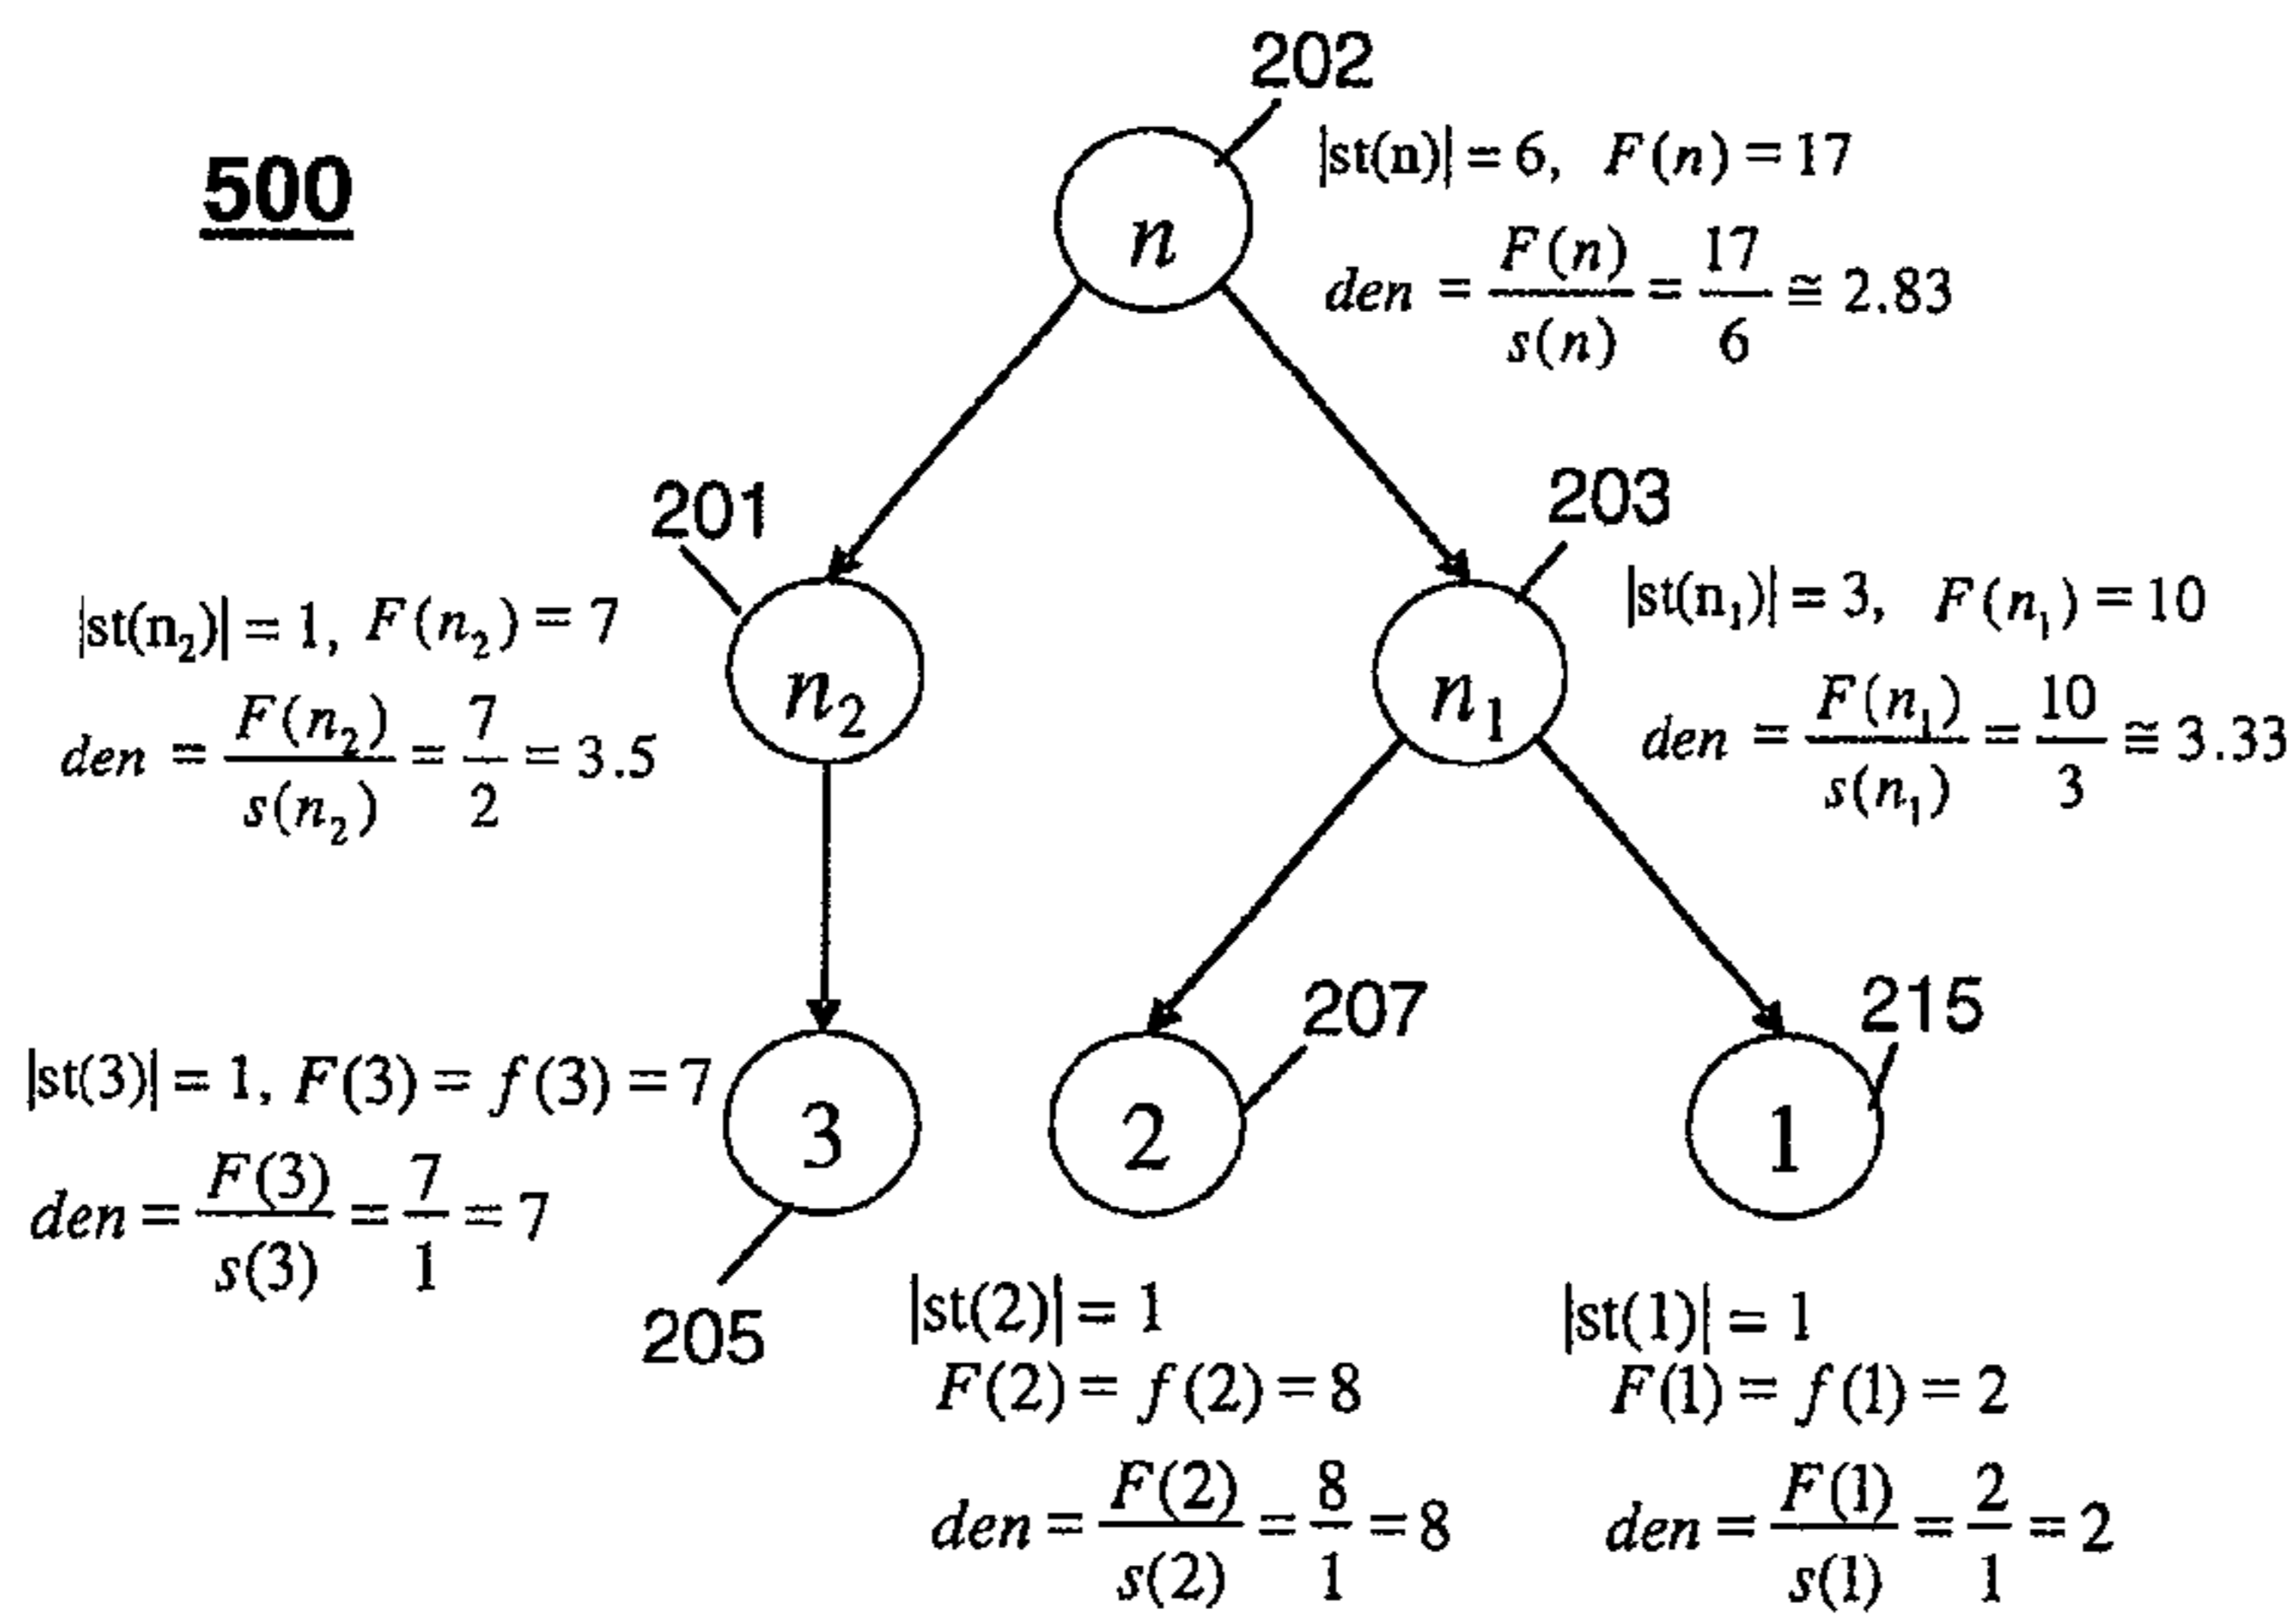 202
500
|st(n)| = 6, F(n) = 17
n
den = F(n)/s(n) = 17/6 ≅ 2.83
201
203
|st(n₂)| = 1, F(n₂) = 7
|st(n₁)| = 3, F(n₁) = 10
n₂
n₁
den = F(n₂)/s(n₂) = 7/2 = 3.5
den = F(n₁)/s(n₁) = 10/3 ≅ 3.33
207
215
|st(3)| = 1, F(3) = f(3) = 7
3
2
1
den = F(3)/s(3) = 7/1 = 7
205
|st(2)| = 1
|st(1)| = 1
F(2) = f(2) = 8
F(1) = f(1) = 2
den = F(2)/s(2) = 8/1 = 8
den = F(1)/s(1) = 2/1 = 2